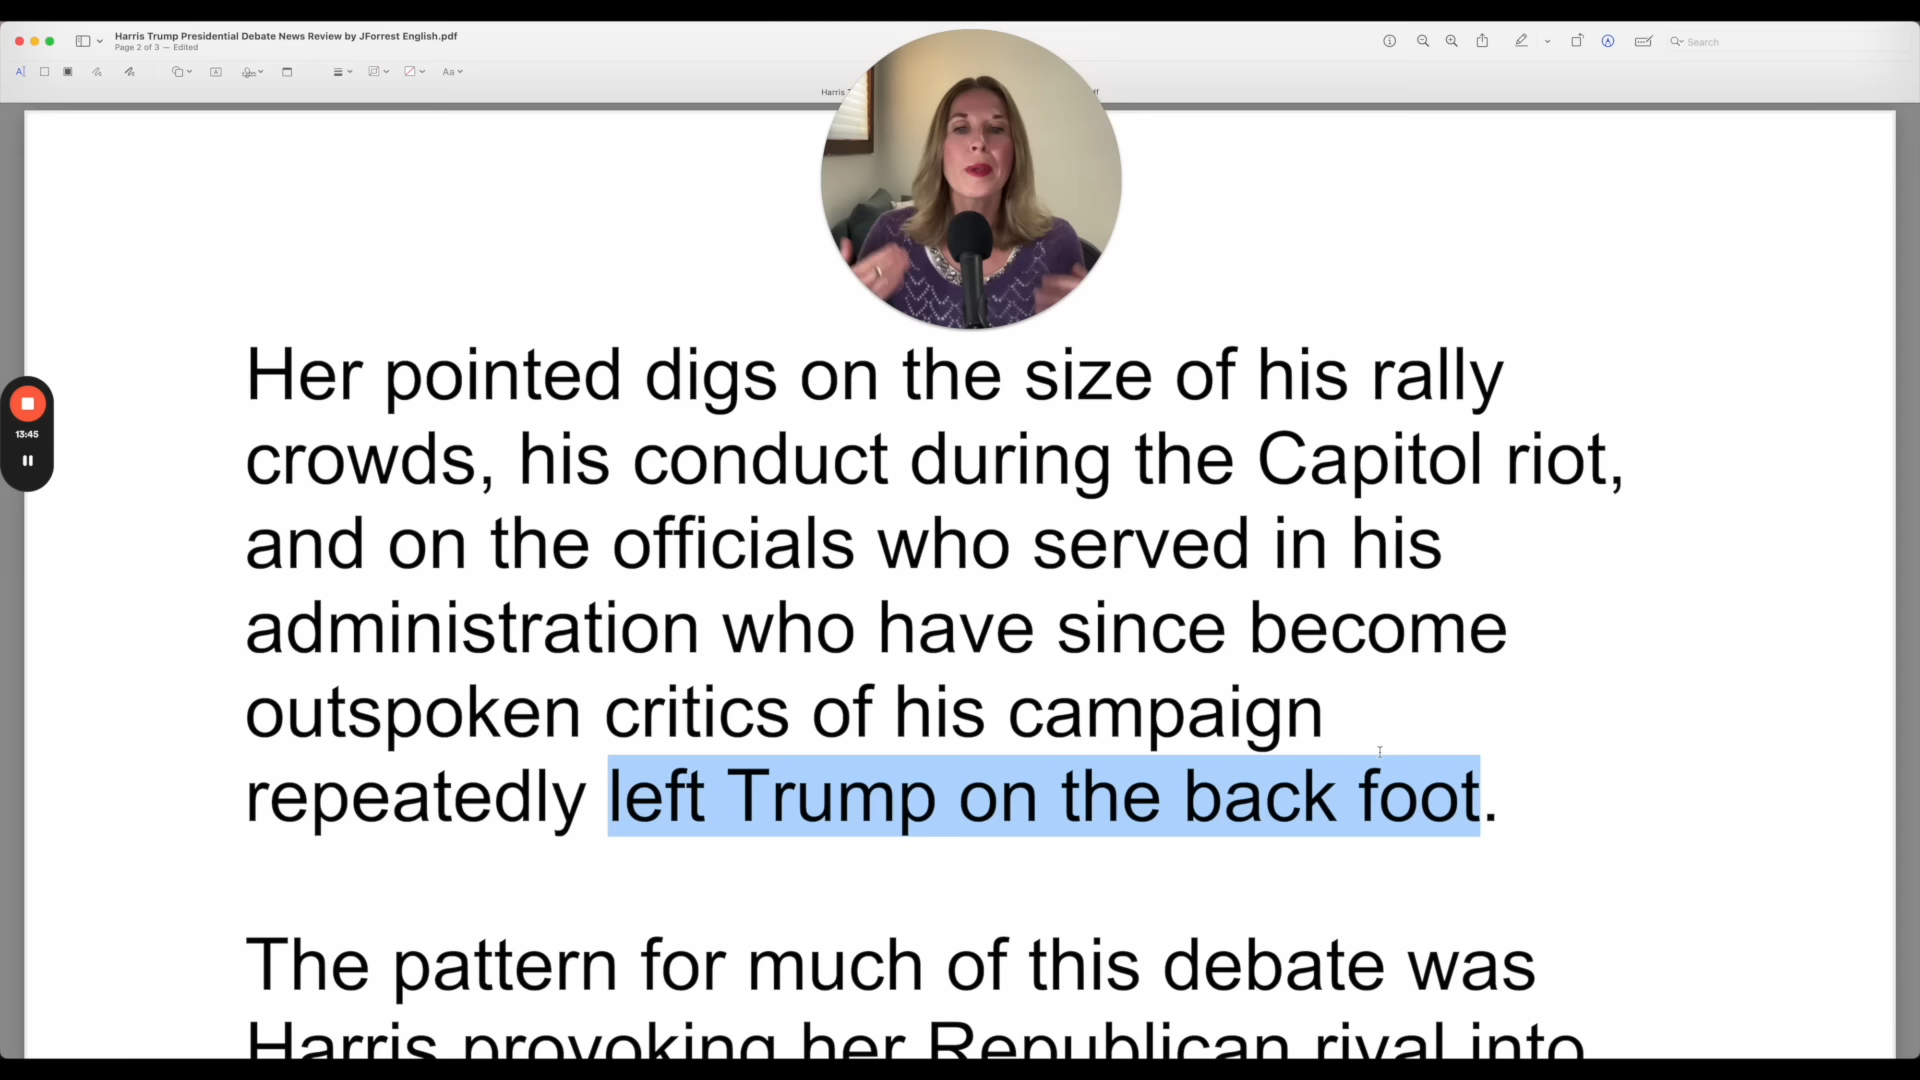 Harris Trump Presidential Debate News Review by JForrest English.pdf
Page 2 of 3 — Edited
Search
Aa
Harris T
df
13:45
Her pointed digs on the size of his rally
crowds, his conduct during the Capitol riot,
and on the officials who served in his
administration who have since become
outspoken critics of his campaign
repeatedly left Trump on the back foot.
The pattern for much of this debate was
Harris provoking her Republican rival into